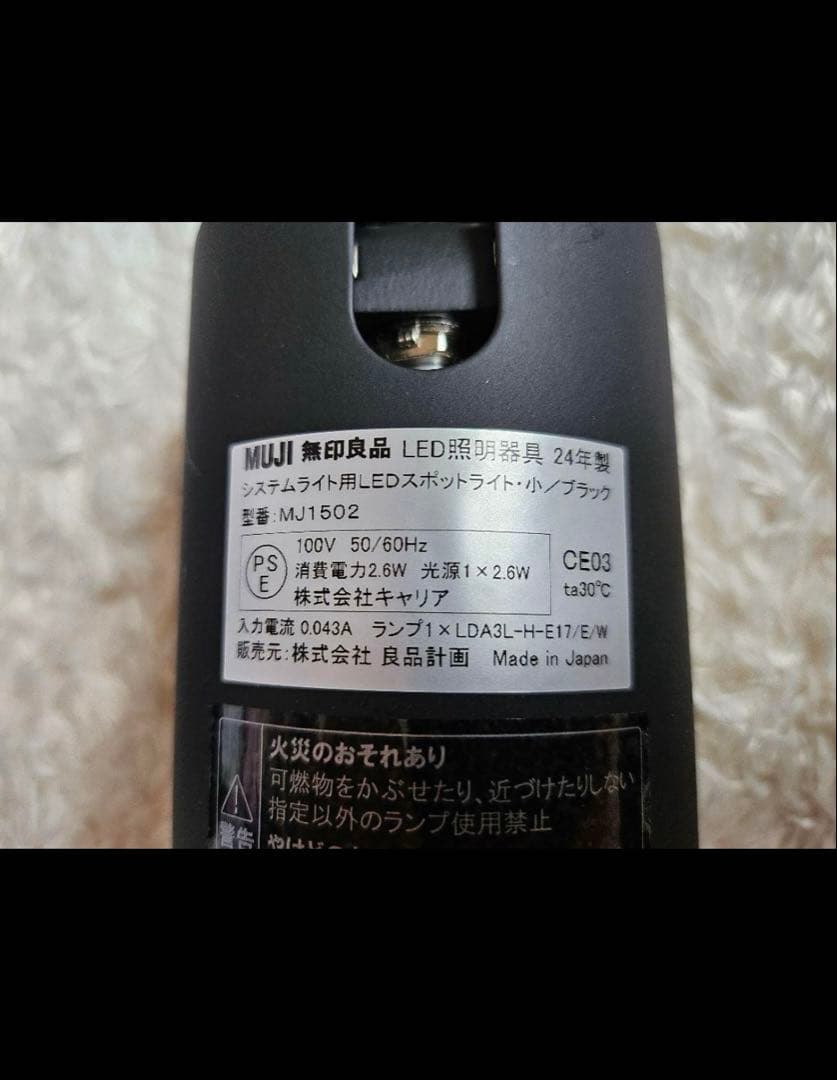 MUJI 無印良品 LED照明器具 24年製
システムライト用LEDスポットライト・小／ブラック
型番:MJ1502
PSE
100V 50/60Hz
消費電力2.6W 光源1×2.6W
株式会社キャリア
CE03
ta30℃
入力電流 0.043A ランプ1×LDA3L-H-E17/E/W
販売元:株式会社 良品計画 Made in Japan
警告
火災のおそれあり
可燃物をかぶせたり、近づけたりしない
指定以外のランプ使用禁止